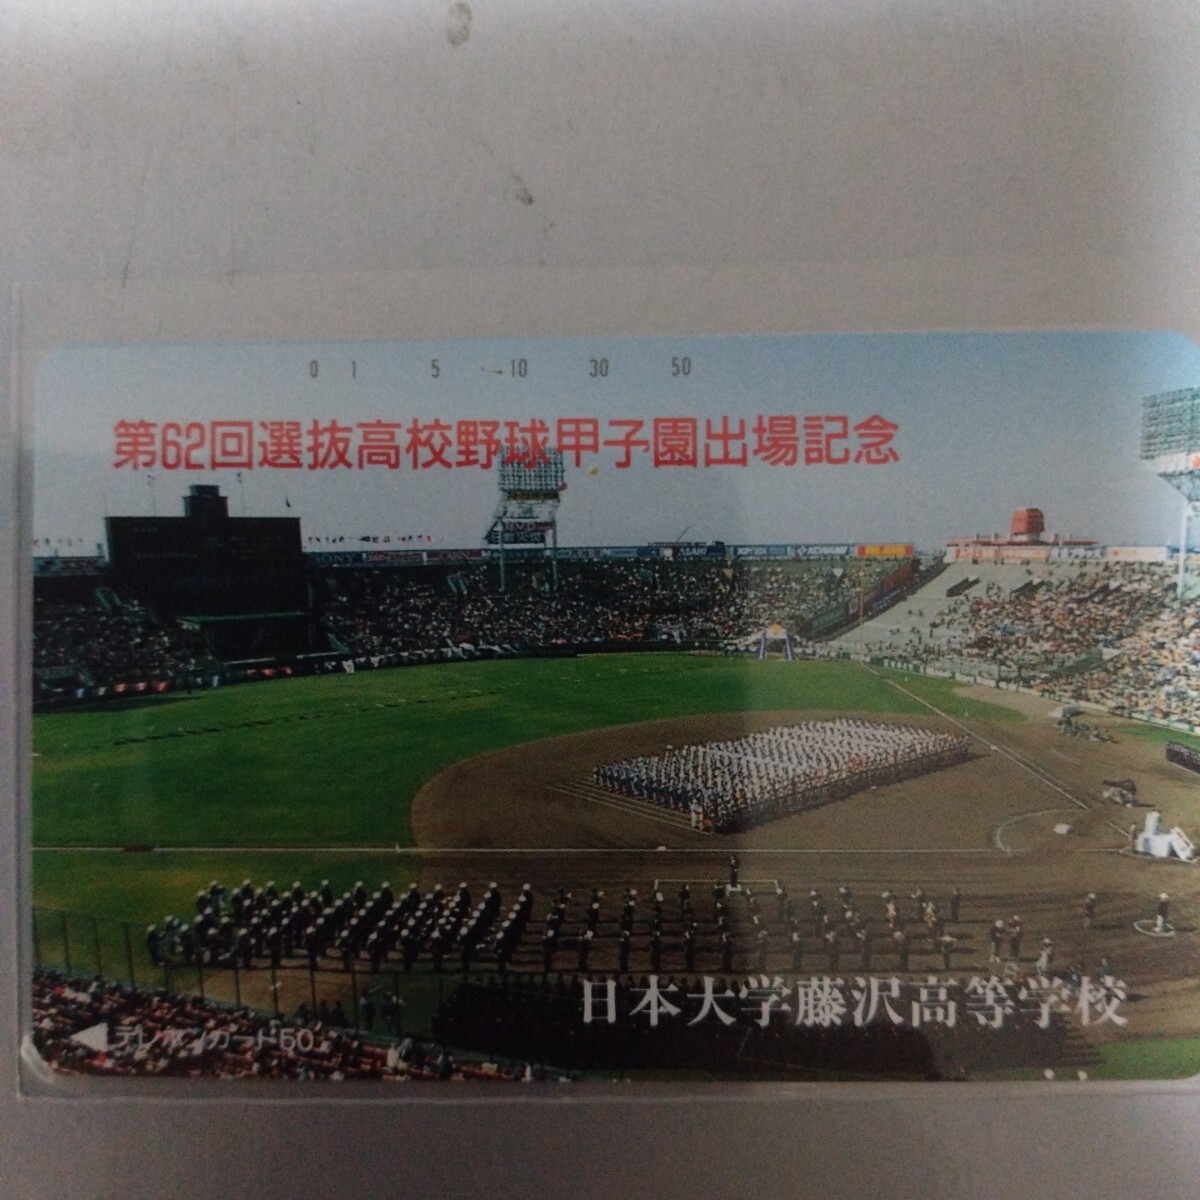 0 1 5 10 30 50
第62回選抜高校野球甲子園出場記念
ASAHI
KONAMI
日本大学藤沢高等学校
テレホンカード50